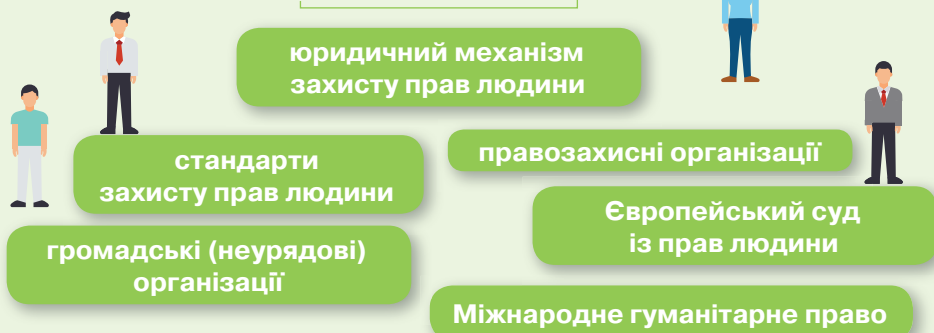 юридичний механізм
захисту прав людини
правозахисні організації
стандарти
захисту прав людини
Європейський суд
із прав людини
громадські (неурядові)
організації
Міжнародне гуманітарне право